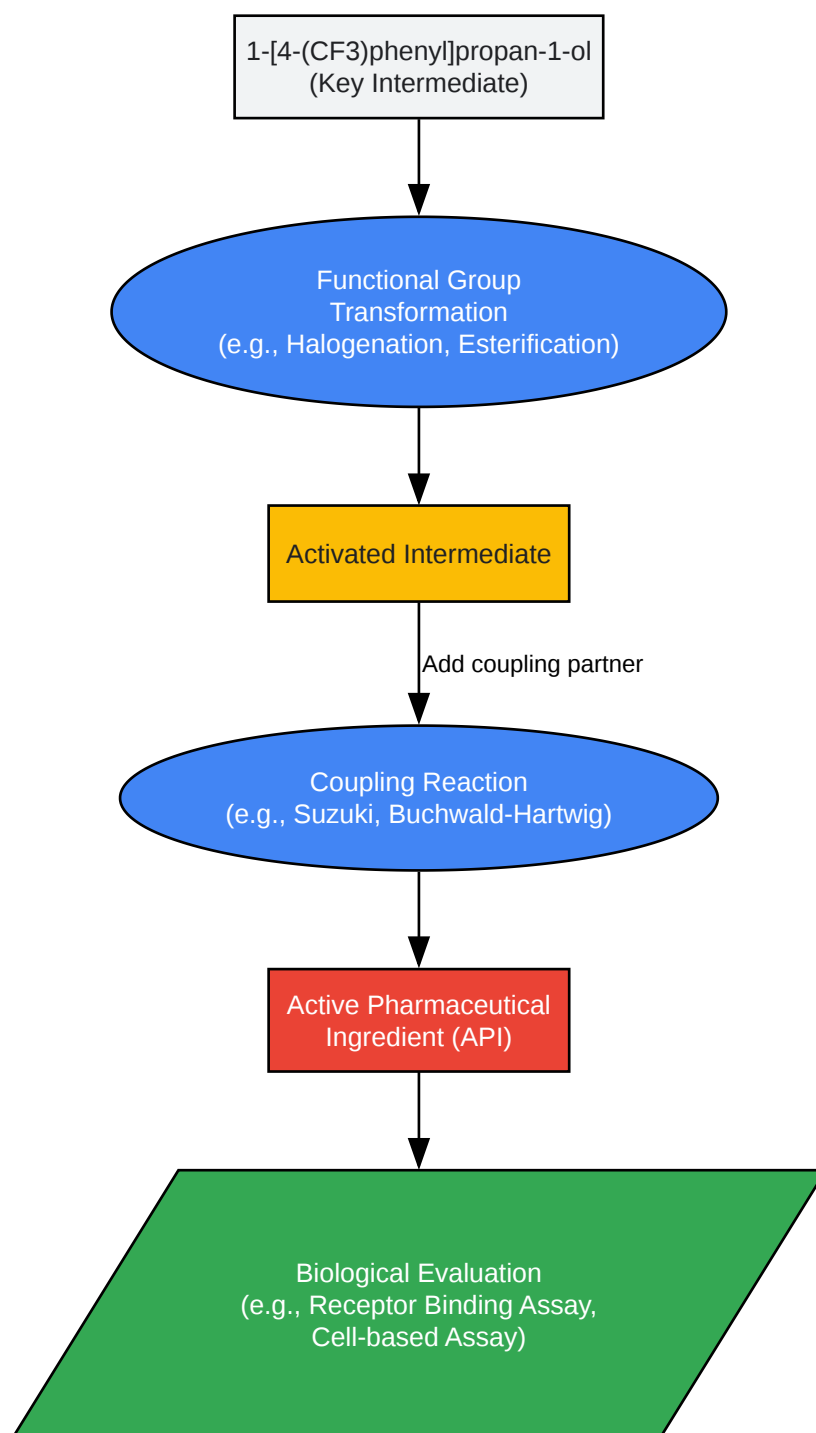 1-[4-(CF3)phenyl]propan-1-ol
(Key Intermediate)
Functional Group
Transformation
(e.g., Halogenation, Esterification)
Activated Intermediate
Add coupling partner
Coupling Reaction
(e.g., Suzuki, Buchwald-Hartwig)
Active Pharmaceutical
Ingredient (API)
Biological Evaluation
(e.g., Receptor Binding Assay,
Cell-based Assay)